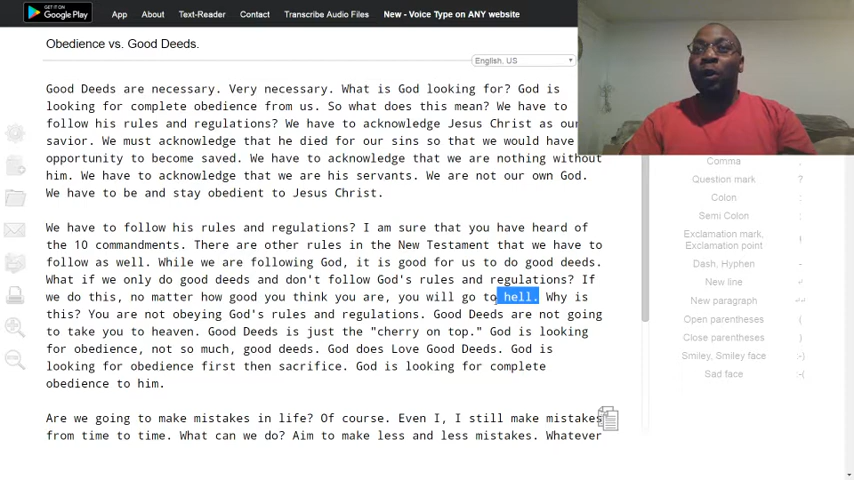 GET IT ON
Google Play
App
About
Text-Reader
Contact
Transcribe Audio Files
New - Voice Type on ANY website
Obedience vs. Good Deeds.
English, US
Good Deeds are necessary. Very necessary. What is God looking for? God is
looking for complete obedience from us. So what does this mean? We have to
follow his rules and regulations? We have to acknowledge Jesus Christ as our
savior. We must acknowledge that he died for our sins so that we would have
opportunity to become saved. We have to acknowledge that we are nothing without
him. We have to acknowledge that we are his servants. We are not our own God.
We have to be and stay obedient to Jesus Christ.
We have to follow his rules and regulations? I am sure that you have heard of
the 10 commandments. There are other rules in the New Testament that we have to
follow as well. While we are following God, it is good for us to do good deeds.
What if we only do good deeds and don't follow God's rules and regulations? If
we do this, no matter how good you think you are, you will go to hell. Why is
this? You are not obeying God's rules and regulations. Good Deeds are not going
to take you to heaven. Good Deeds is just the "cherry on top." God is looking
for obedience, not so much, good deeds. God does Love Good Deeds. God is
looking for obedience first then sacrifice. God is looking for complete
obedience to him.
Are we going to make mistakes in life? Of course. Even I, I still make mistakes
from time to time. What can we do? Aim to make less and less mistakes. Whatever
Comma ,
Question mark ?
Colon :
Semi Colon ;
Exclamation mark, Exclamation point !
Dash, Hyphen -
New line
New paragraph
Open parentheses (
Close parentheses )
Smiley, Smiley face :-)
Sad face :-(